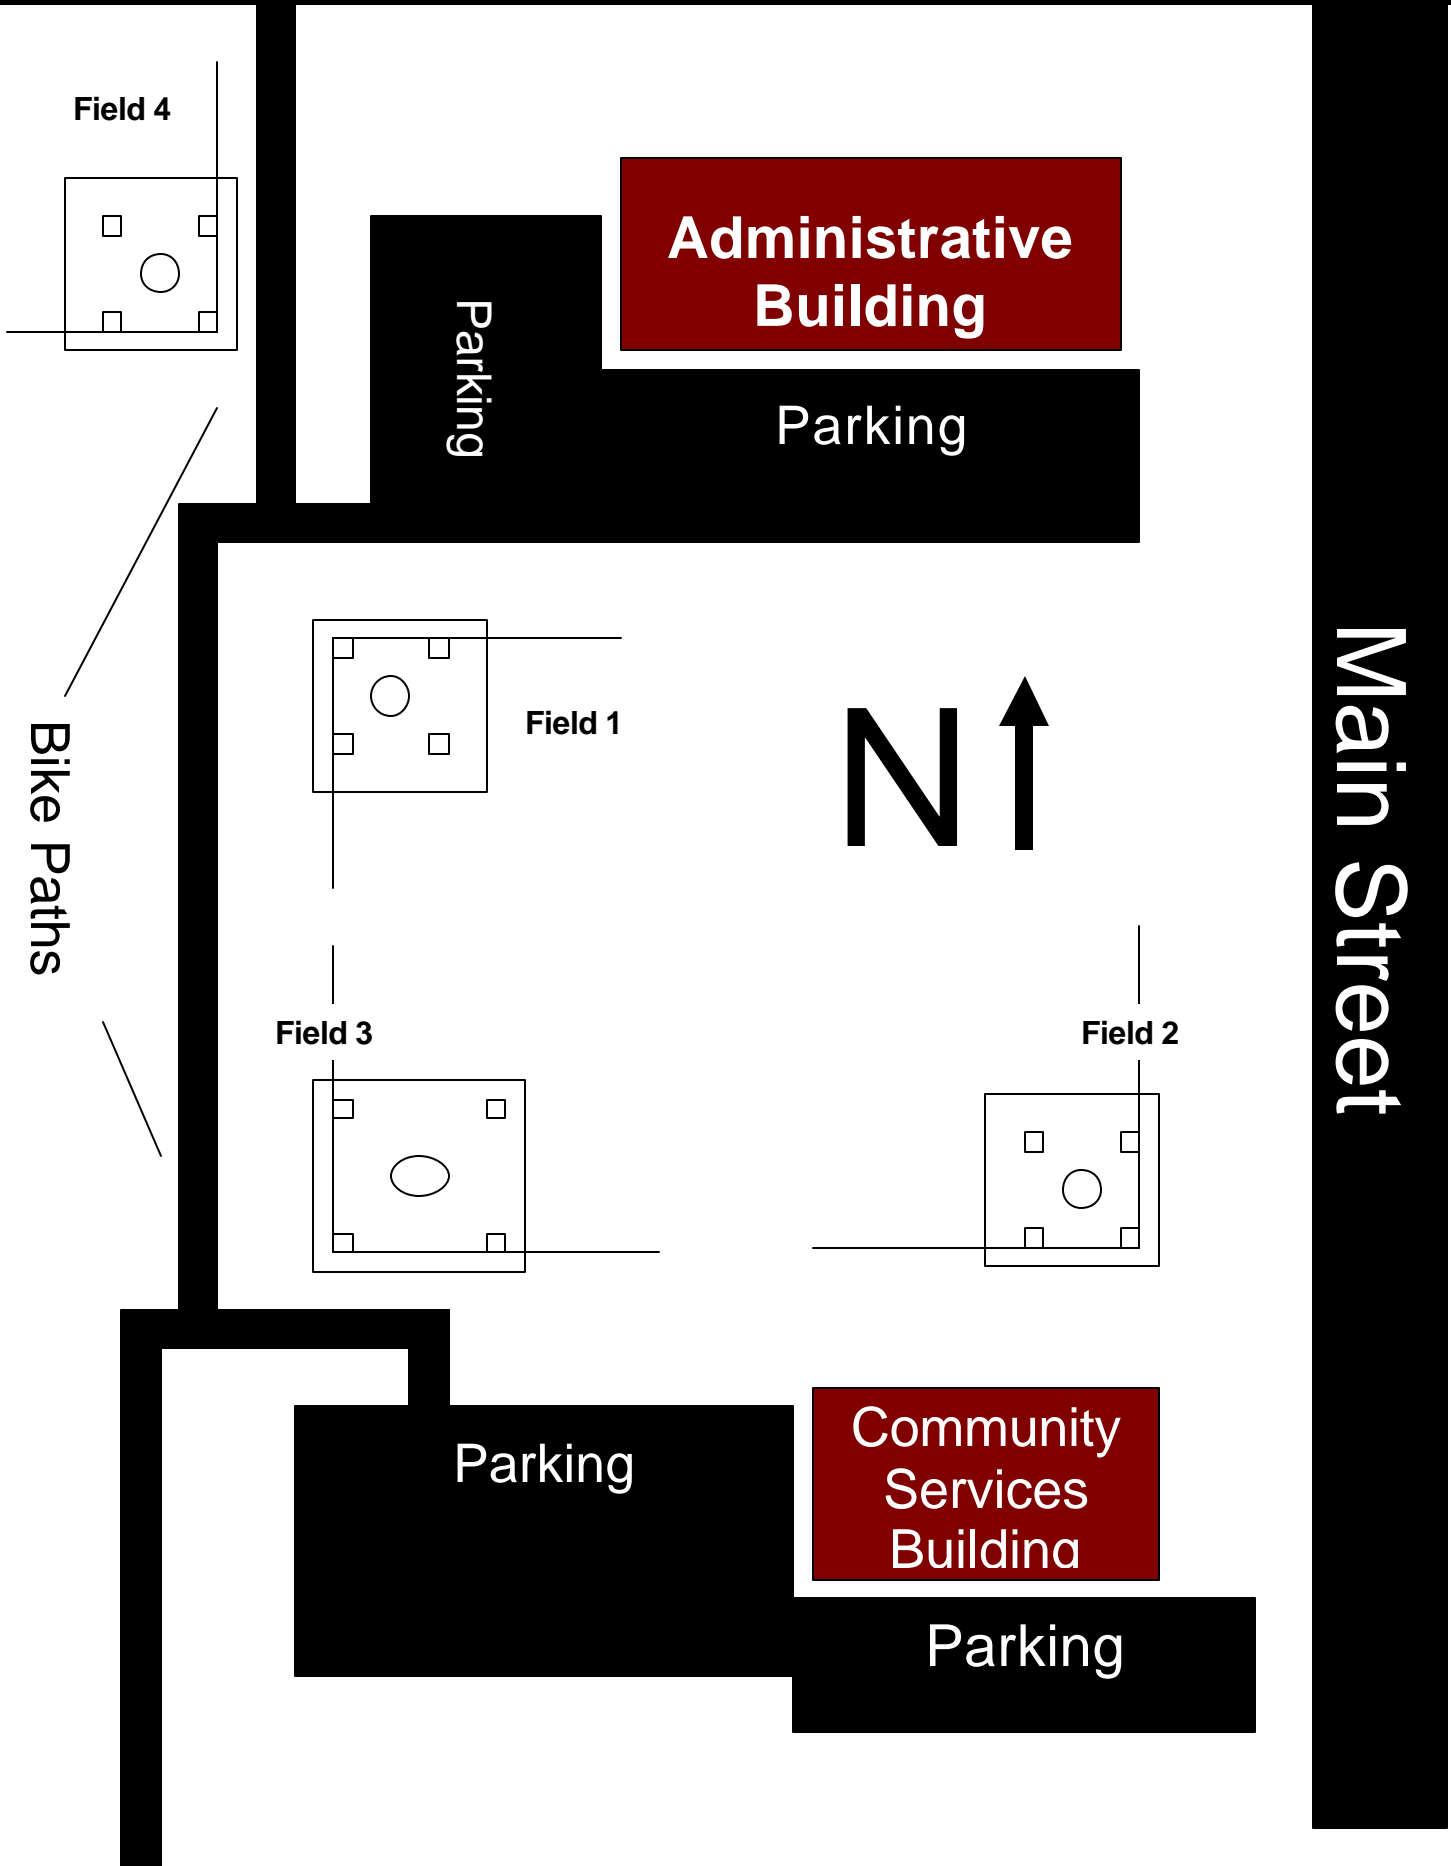 Field 4
Administrative
Building
Parking
Parking
Main Street
Field 1
N
Bike Paths
Field 3
Field 2
Community
Services
Building
Parking
Parking